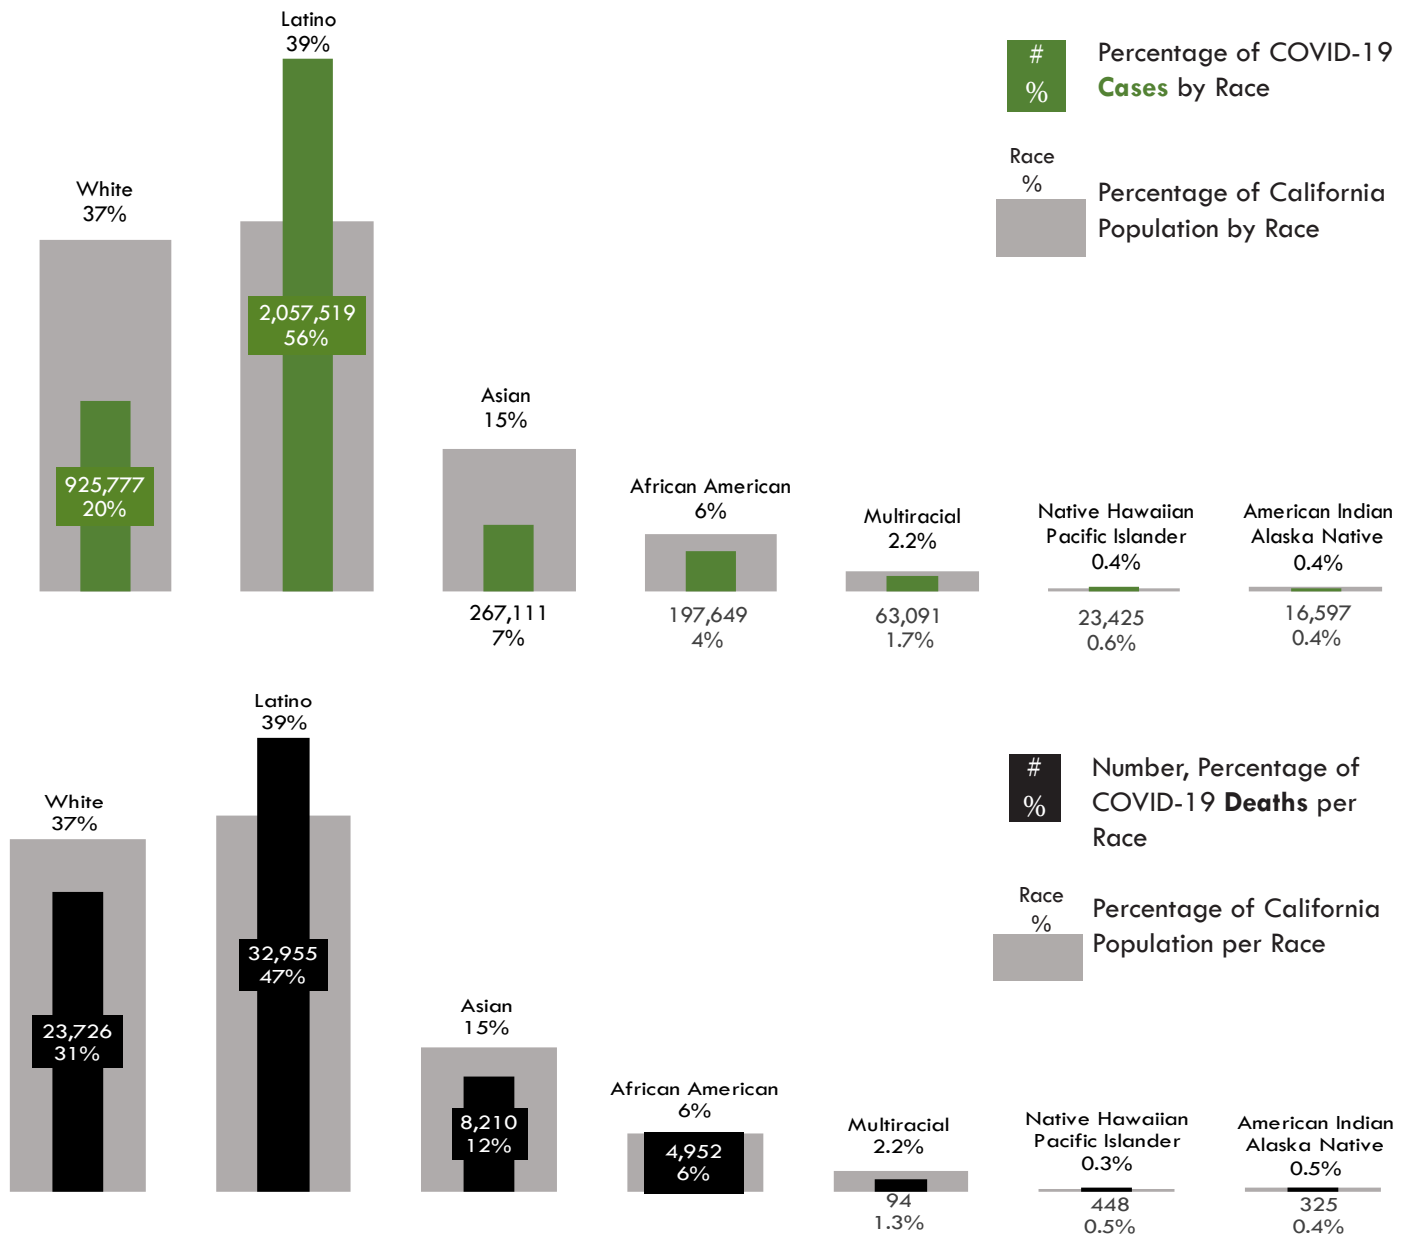 Latino
39%
White
37%
2,057,519
56%
925,777
20%
Asian
15%
267,111
7%
African American
6%
197,649
4%
Multiracial
2.2%
63,091
1.7%
Native Hawaiian
Pacific Islander
0.4%
23,425
0.6%
American Indian
Alaska Native
0.4%
16,597
0.4%
#
%
Percentage of COVID-19
Cases by Race
Race
%
Percentage of California
Population by Race
Latino
39%
White
37%
32,955
47%
23,726
31%
Asian
15%
8,210
12%
African American
6%
4,952
6%
Multiracial
2.2%
94
1.3%
Native Hawaiian
Pacific Islander
0.3%
448
0.5%
American Indian
Alaska Native
0.5%
325
0.4%
#
%
Number, Percentage of
COVID-19 Deaths per
Race
Race
%
Percentage of California
Population per Race